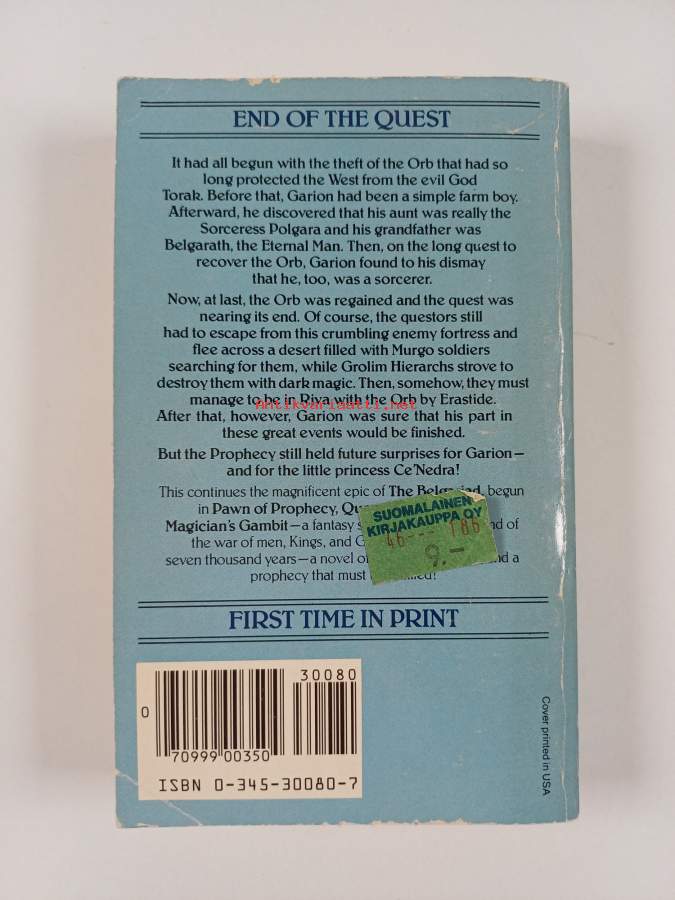 END OF THE QUEST
It had all begun with the theft of the Orb that had so
long protected the West from the evil God
Torak. Before that, Garion had been a simple farm boy.
Afterward, he discovered that his aunt was really the
Sorceress Polgara and his grandfather was
Belgarath, the Eternal Man. Then, on the long quest to
recover the Orb, Garion found to his dismay
that he, too, was a sorcerer.
Now, at last, the Orb was regained and the quest was
nearing its end. Of course, the questors still
had to escape from this crumbling enemy fortress and
flee across a desert filled with Murgo soldiers
searching for them, while Grolim Hierarchs strove to
destroy them with dark magic. Then, somehow, they must
manage to be in Riva with the Orb by Erastide.
antikvariaatti.net
After that, however, Garion was sure that his part in
these great events would be finished.
But the Prophecy still held future surprises for Garion—
and for the little princess Ce'Nedra!
This continues the magnificent epic of The begun
in Pawn of Prophecy,
Magician's Gambit—a fantasy of
the war of men, Kings, and
seven thousand years—a novel a
prophecy that must
SUOMALAINEN
KIRJAKAUPPA OY
46--- 186
9.-
FIRST TIME IN PRINT
30080
0
70999 00350
ISBN 0-345-30080-7
Cover printed in USA